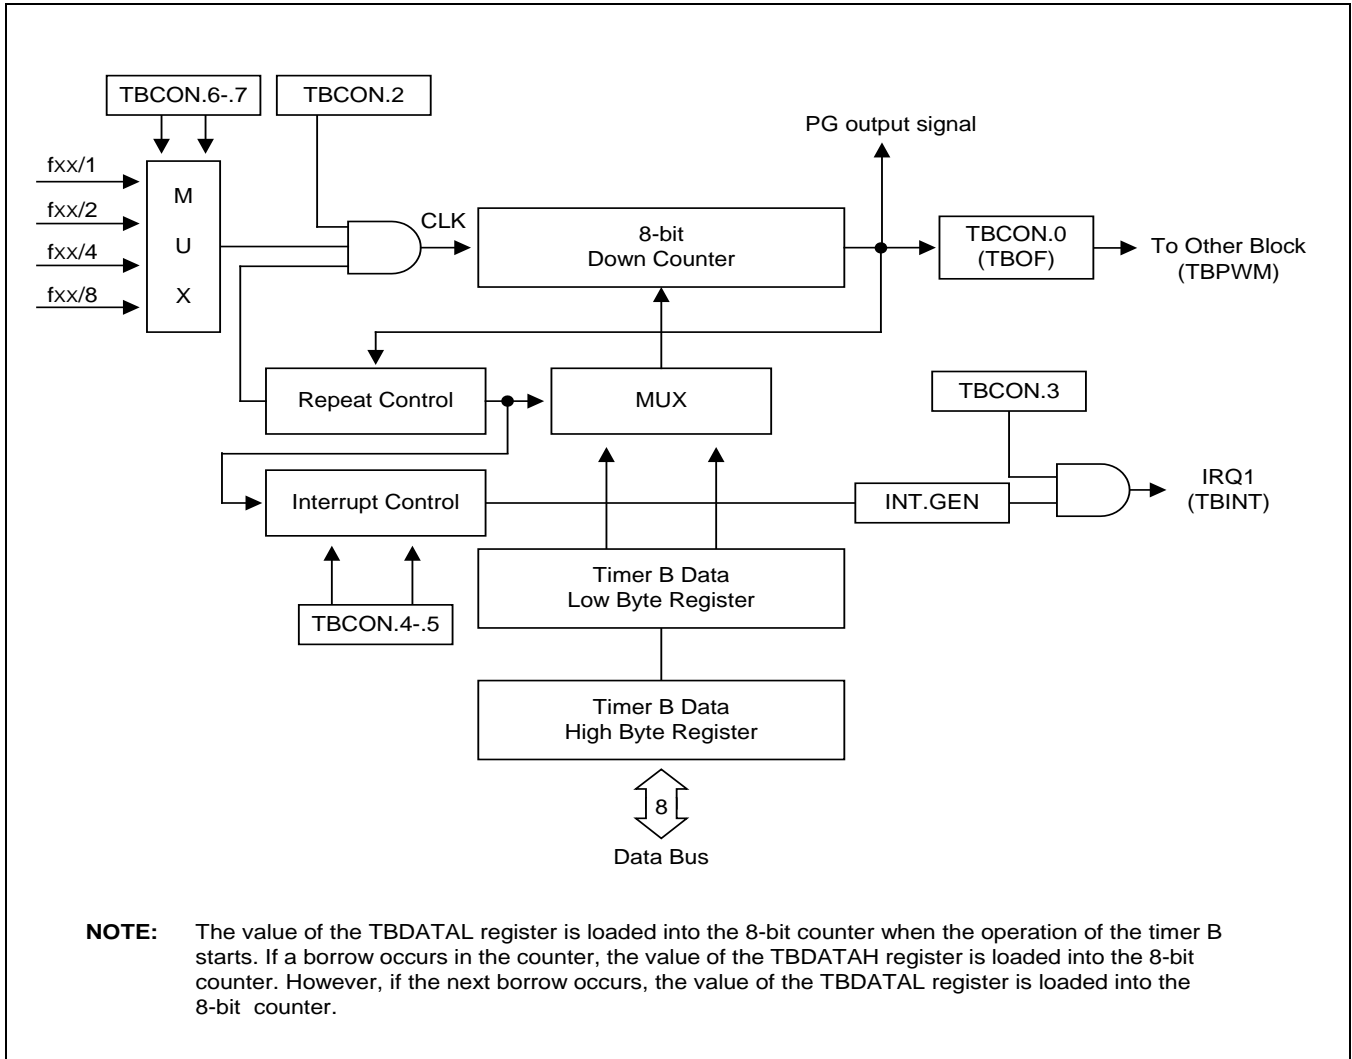 TBCON.6-.7
TBCON.2
PG output signal
fxx/1
fxx/2
fxx/4
fxx/8
M
U
X
CLK
8-bit
Down Counter
TBCON.0
(TBOF)
To Other Block
(TBPWM)
Repeat Control
MUX
TBCON.3
Interrupt Control
INT.GEN
IRQ1
(TBINT)
Timer B Data
Low Byte Register
TBCON.4-.5
Timer B Data
High Byte Register
8
Data Bus
NOTE: The value of the TBDATAL register is loaded into the 8-bit counter when the operation of the timer B
starts. If a borrow occurs in the counter, the value of the TBDATAH register is loaded into the 8-bit
counter. However, if the next borrow occurs, the value of the TBDATAL register is loaded into the
8-bit counter.